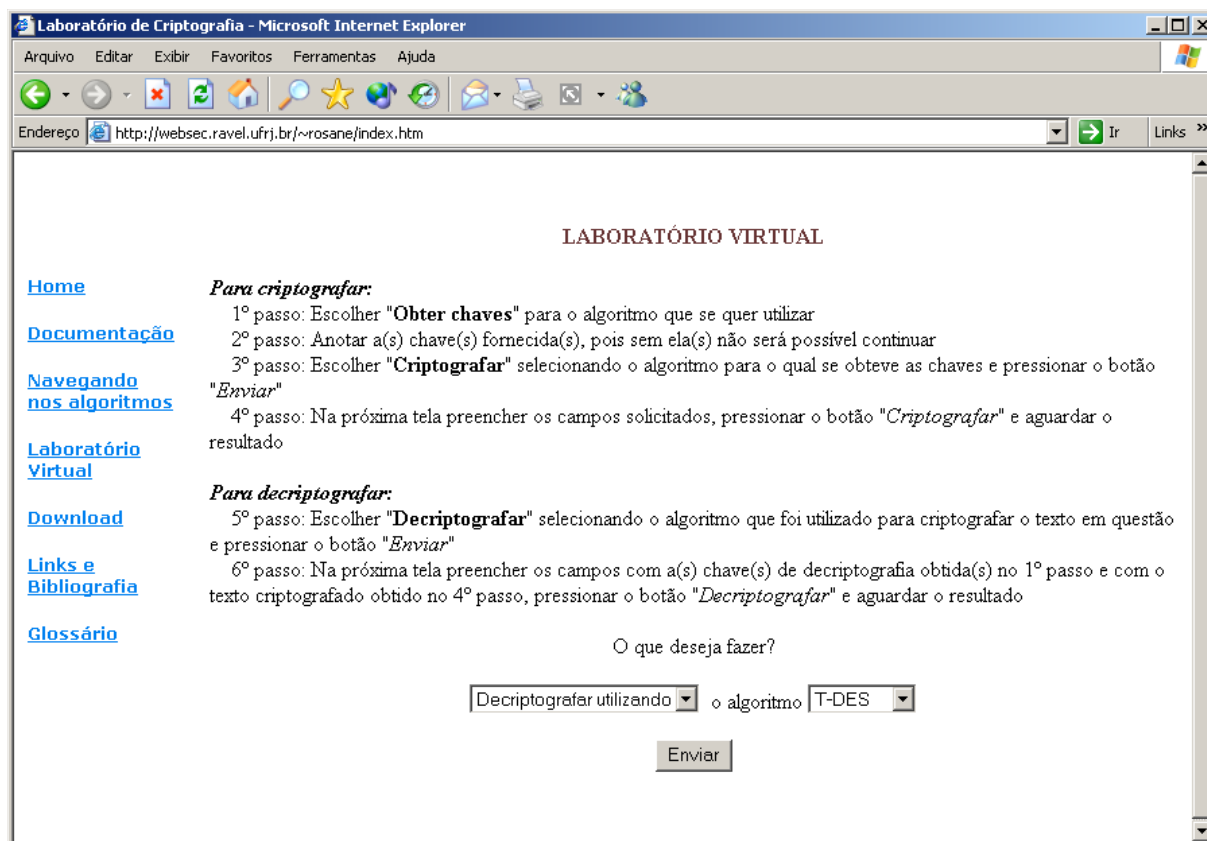 Laboratório de Criptografia - Microsoft Internet Explorer
Arquivo Editar Exibir Favoritos Ferramentas Ajuda
Endereço http://websec.ravel.ufrj.br/~rosane/index.htm Ir Links »
LABORATÓRIO VIRTUAL
Home
Documentação
Navegando
nos algoritmos
Laboratório
Virtual
Download
Links e
Bibliografia
Glossário
Para criptografar:
1º passo: Escolher "Obter chaves" para o algoritmo que se quer utilizar
2º passo: Anotar a(s) chave(s) fornecida(s), pois sem ela(s) não será possível continuar
3º passo: Escolher "Criptografar" selecionando o algoritmo para o qual se obteve as chaves e pressionar o botão
"Enviar"
4º passo: Na próxima tela preencher os campos solicitados, pressionar o botão "Criptografar" e aguardar o
resultado
Para decriptografar:
5º passo: Escolher "Decriptografar" selecionando o algoritmo que foi utilizado para criptografar o texto em questão
e pressionar o botão "Enviar"
6º passo: Na próxima tela preencher os campos com a(s) chave(s) de decriptografia obtida(s) no 1º passo e com o
texto criptografado obtido no 4º passo, pressionar o botão "Decriptografar" e aguardar o resultado
O que deseja fazer?
Decriptografar utilizando o algoritmo T-DES
Enviar